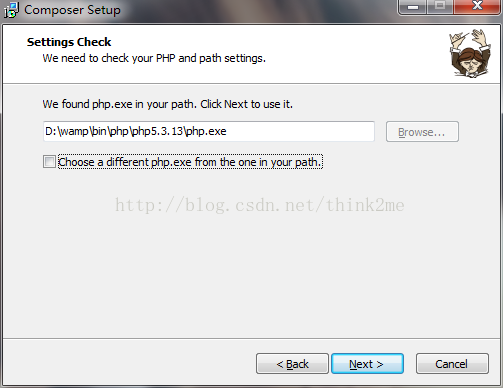 Composer Setup
Settings Check
We need to check your PHP and path settings.
We found php.exe in your path. Click Next to use it.
D:\wamp\bin\php\php5.3.13\php.exe
Browse...
Choose a different php.exe from the one in your path.
http://blog.csdn.net/think2me
< Back
Next >
Cancel